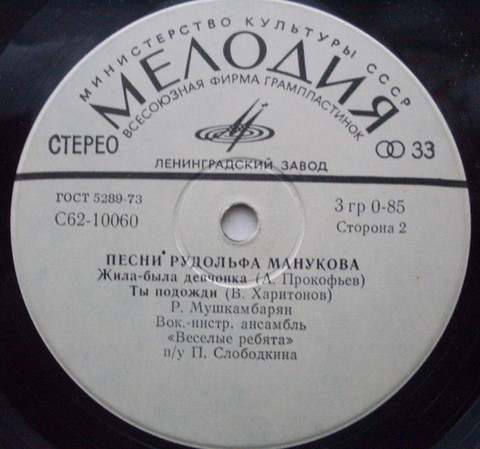 МИНИСТЕРСТВО КУЛЬТУРЫ СССР
МЕЛОДИЯ
ВСЕСОЮЗНАЯ ФИРМА ГРАМПЛАСТИНОК
СТЕРЕО
33
ЛЕНИНГРАДСКИЙ ЗАВОД
ГОСТ 5289-73
С62-10060
3 гр 0-85
Сторона 2
ПЕСНИ РУДОЛЬФА МАНУКОВА
Жила-была девчонка (А. Прокофьев)
Ты подожди (В. Харитонов)
Р. Мушкамбарян
Вок.-инстр. ансамбль
«Веселые ребята»
п/у П. Слободкина